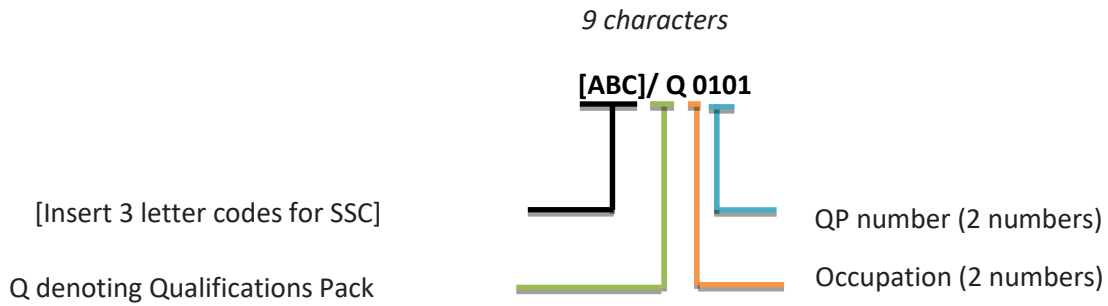 9 characters
[ABC]/ Q 0101
[Insert 3 letter codes for SSC]
QP number (2 numbers)
Q denoting Qualifications Pack
Occupation (2 numbers)